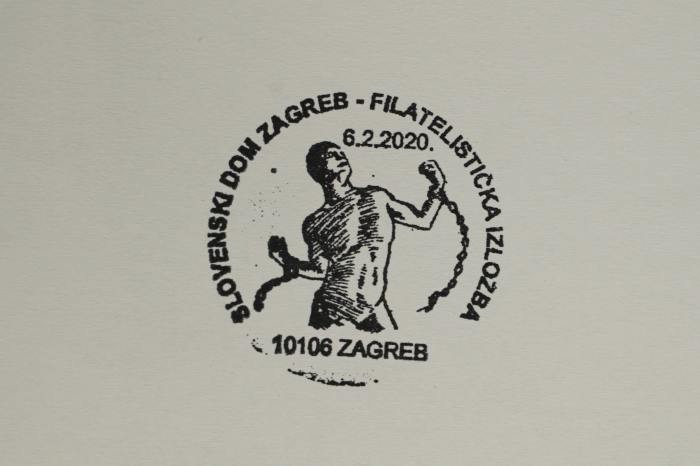 SLOVENSKI DOM ZAGREB - FILATELISTIČKA IZLOŽBA
6.2.2020.
10106 ZAGREB